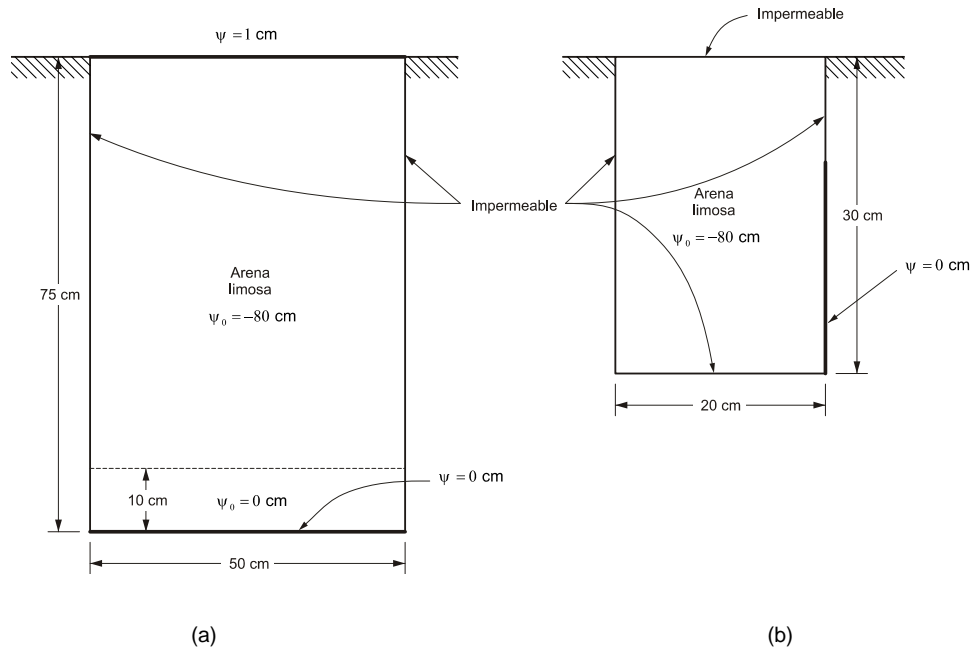 ψ = 1 cm
Impermeable
75 cm
Arena
limosa
ψ₀ = −80 cm
10 cm
ψ₀ = 0 cm
ψ = 0 cm
50 cm
Impermeable
Arena
limosa
ψ₀ = −80 cm
30 cm
ψ = 0 cm
20 cm
(a)
(b)